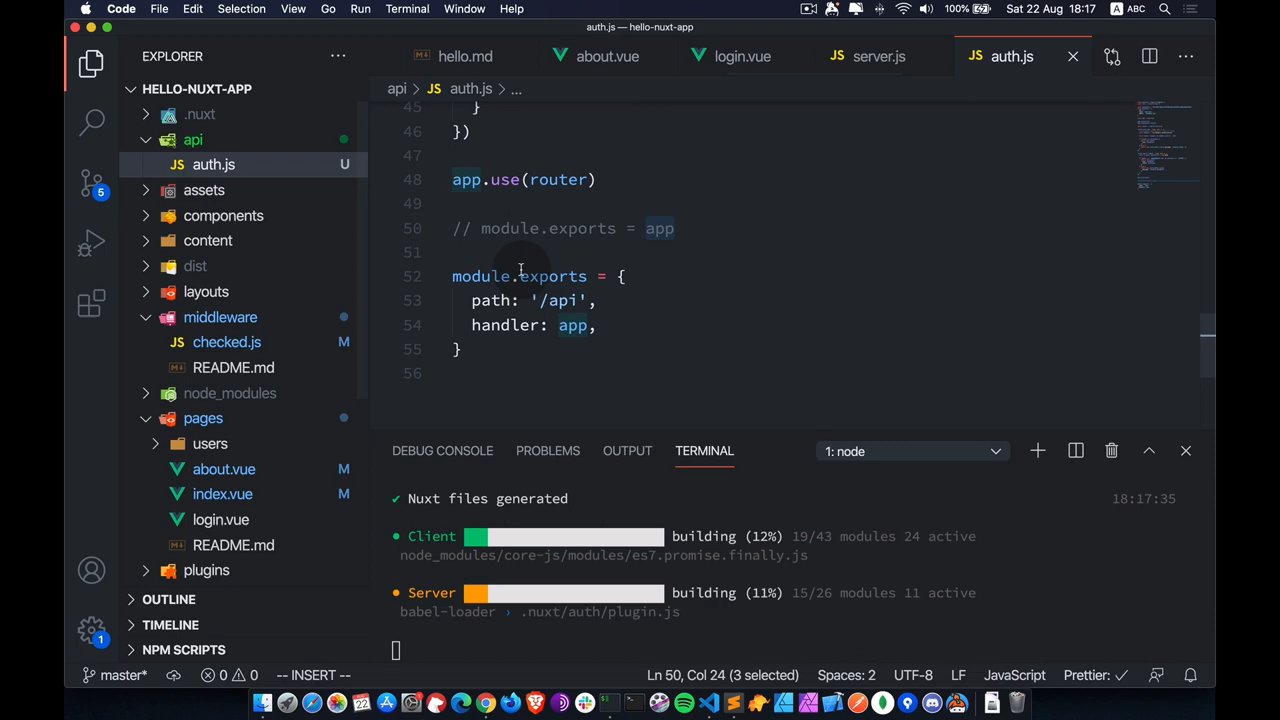 Code File Edit Selection View Go Run Terminal Window Help 100% Sat 22 Aug 18:17 A ABC
auth.js — hello-nuxt-app
EXPLORER
hello.md about.vue login.vue JS server.js JS auth.js
HELLO-NUXT-APP
api JS auth.js ...
.nuxt
api
JS auth.js U
assets
components
content
dist
layouts
middleware
JS checked.js M
README.md
node_modules
pages
users
about.vue M
index.vue M
login.vue
README.md
plugins
OUTLINE
TIMELINE
NPM SCRIPTS
5
1
45 }
46 })
47
48 app.use(router)
49
50 // module.exports = app
51
52 module.exports = {
53 path: '/api',
54 handler: app,
55 }
56
DEBUG CONSOLE PROBLEMS OUTPUT TERMINAL 1: node
✔ Nuxt files generated 18:17:35
● Client building (12%) 19/43 modules 24 active
node_modules/core-js/modules/es7.promise.finally.js
● Server building (11%) 15/26 modules 11 active
babel-loader › .nuxt/auth/plugin.js
master* 0 0 -- INSERT -- Ln 50, Col 24 (3 selected) Spaces: 2 UTF-8 LF JavaScript Prettier: ✓